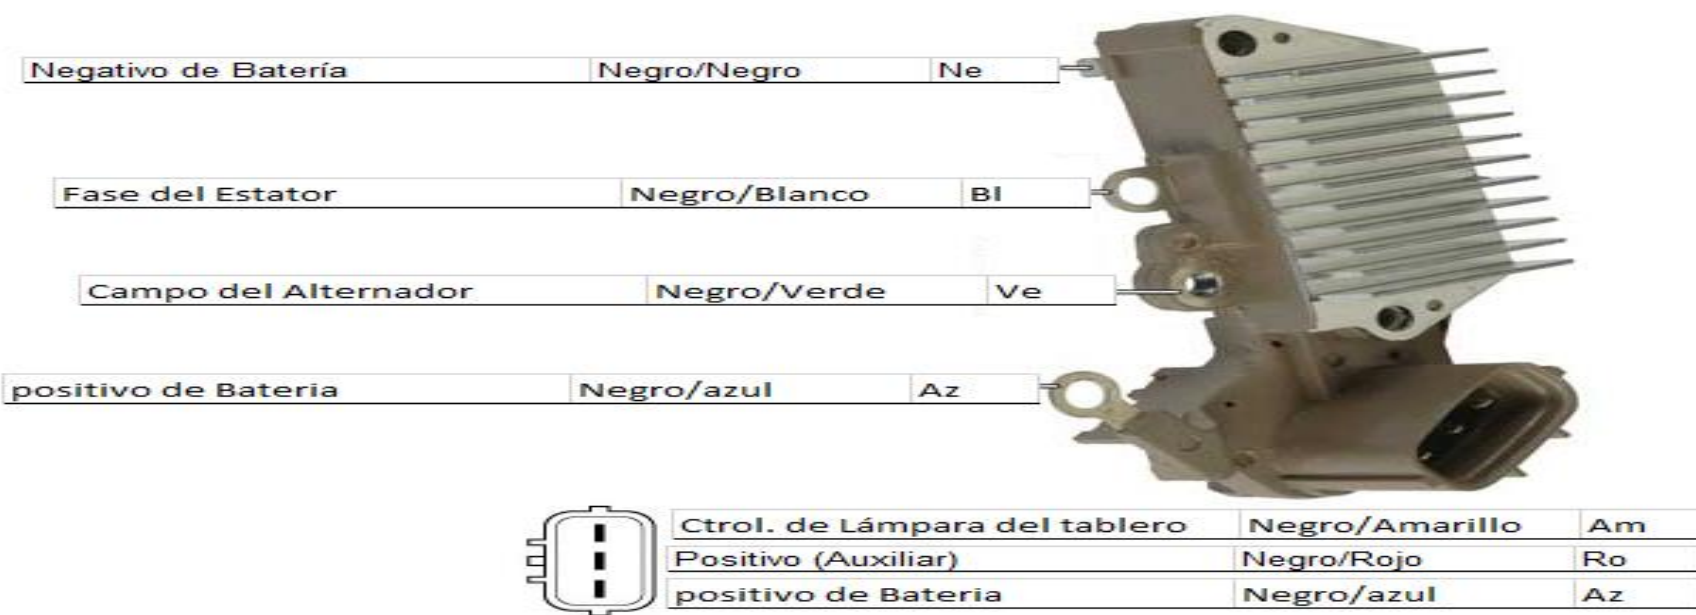 Negativo de Batería Negro/Negro Ne
Fase del Estator Negro/Blanco Bl
Campo del Alternador Negro/Verde Ve
positivo de Bateria Negro/azul Az
Ctrol. de Lámpara del tablero Negro/Amarillo Am
Positivo (Auxiliar) Negro/Rojo Ro
positivo de Bateria Negro/azul Az